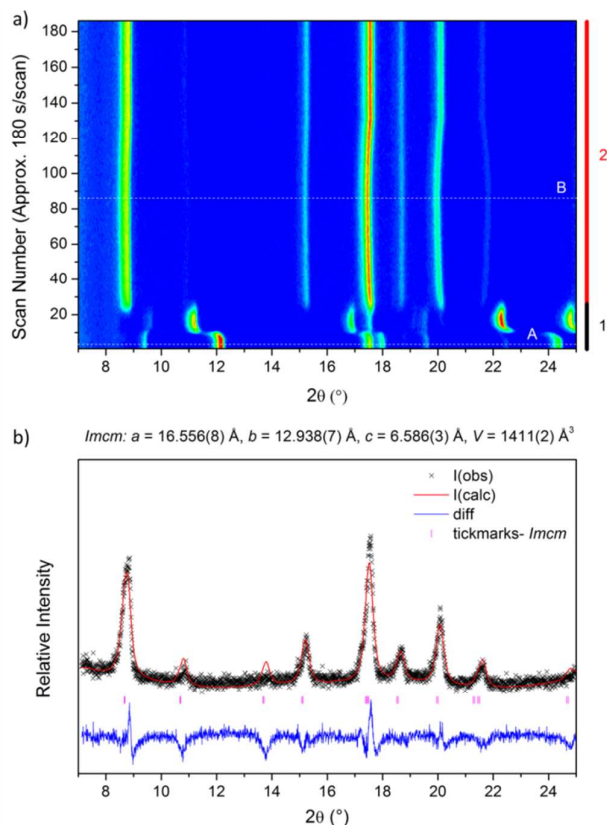 a)
Scan Number (Approx. 180 s/scan)
180
160
140
120
100
80
60
40
20
B
A
2
1
8 10 12 14 16 18 20 22 24
2θ (°)
b)
Imcm: a = 16.556(8) Å, b = 12.938(7) Å, c = 6.586(3) Å, V = 1411(2) Å³
I(obs)
I(calc)
diff
tickmarks- Imcm
Relative Intensity
8 10 12 14 16 18 20 22 24
2θ (°)